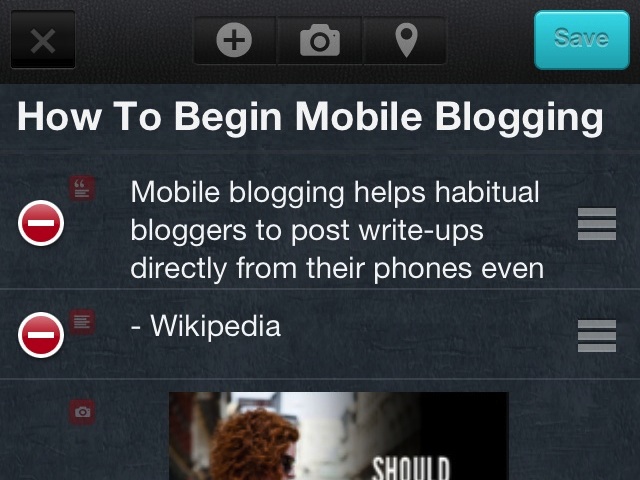 Save
How To Begin Mobile Blogging
Mobile blogging helps habitual
bloggers to post write-ups
directly from their phones even
- Wikipedia
SHOULD